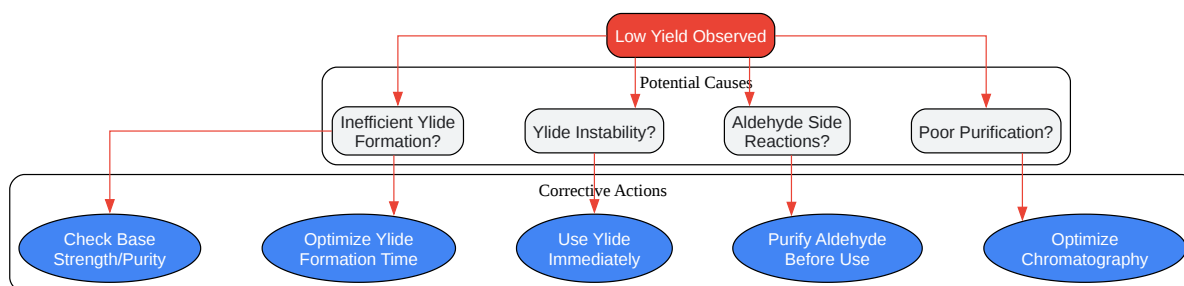 Low Yield Observed
Potential Causes
Inefficient Ylide
Formation?
Ylide Instability?
Aldehyde Side
Reactions?
Poor Purification?
Corrective Actions
Check Base
Strength/Purity
Optimize Ylide
Formation Time
Use Ylide
Immediately
Purify Aldehyde
Before Use
Optimize
Chromatography